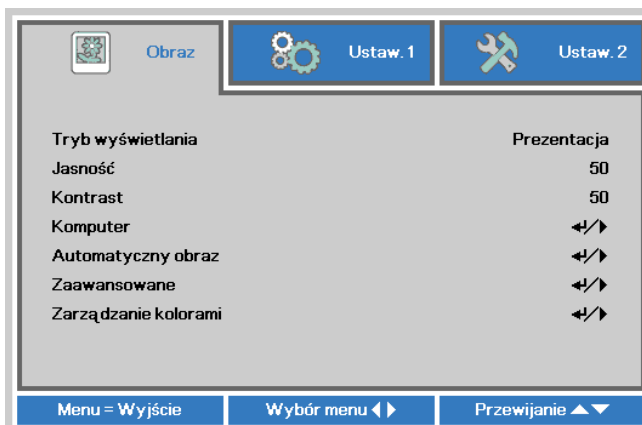 Obraz Ustaw. 1 Ustaw. 2
Tryb wyświetlania Prezentacja
Jasność 50
Kontrast 50
Komputer
Automatyczny obraz
Zaawansowane
Zarządzanie kolorami
Menu = Wyjście Wybór menu Przewijanie